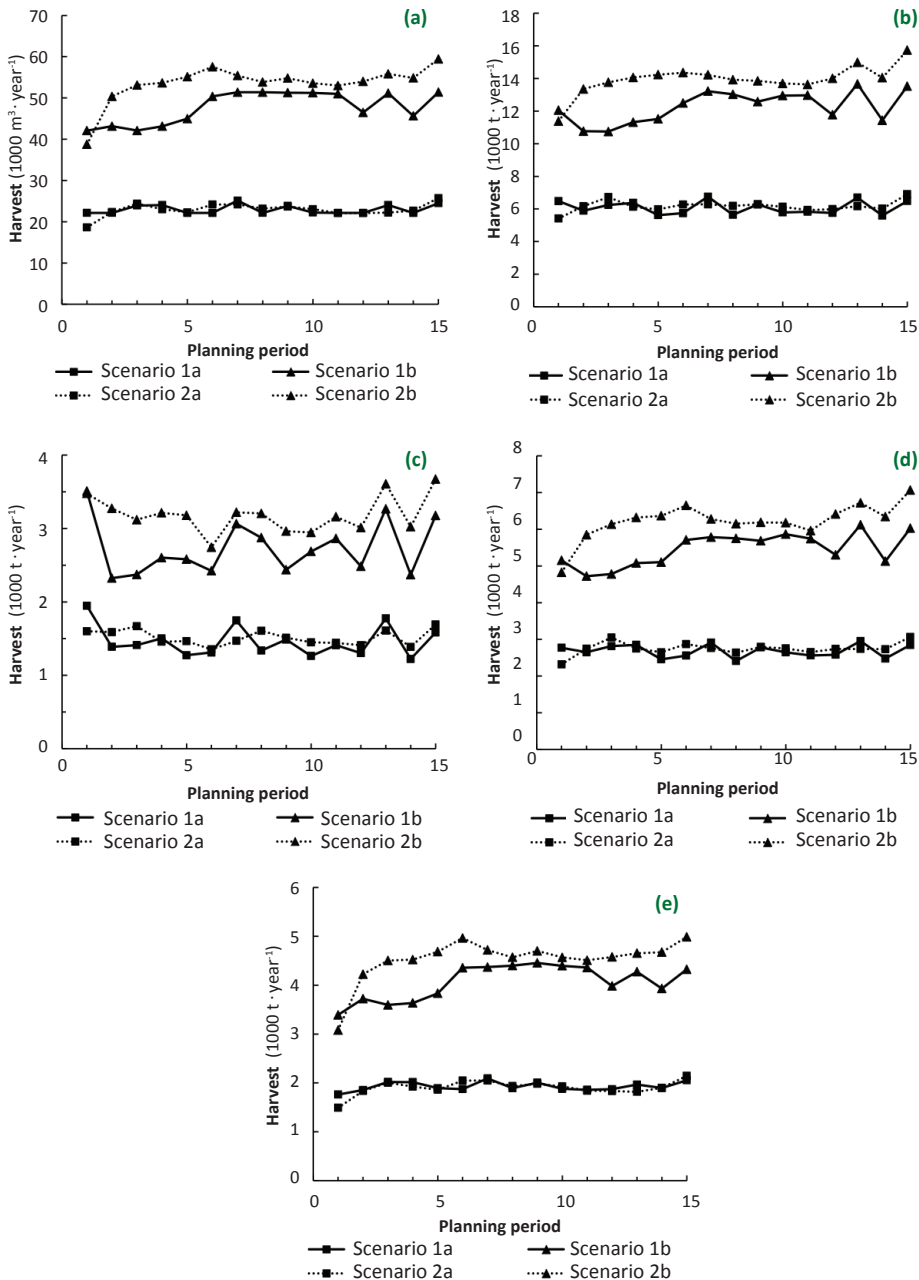 (a)
Harvest (1000 m³ · year⁻¹)
70
60
50
40
30
20
10
0
0 5 10 15
Planning period
Scenario 1a Scenario 1b
Scenario 2a Scenario 2b
(b)
Harvest (1000 t · year⁻¹)
18
16
14
12
10
8
6
4
2
0
0 5 10 15
Planning period
Scenario 1a Scenario 1b
Scenario 2a Scenario 2b
(c)
Harvest (1000 t · year⁻¹)
4
3
2
1
0
0 5 10 15
Planning period
Scenario 1a Scenario 1b
Scenario 2a Scenario 2b
(d)
Harvest (1000 t · year⁻¹)
8
7
6
5
4
3
2
1
0
0 5 10 15
Planning period
Scenario 1a Scenario 1b
Scenario 2a Scenario 2b
(e)
Harvest (1000 t · year⁻¹)
6
5
4
3
2
1
0
0 5 10 15
Planning period
Scenario 1a Scenario 1b
Scenario 2a Scenario 2b